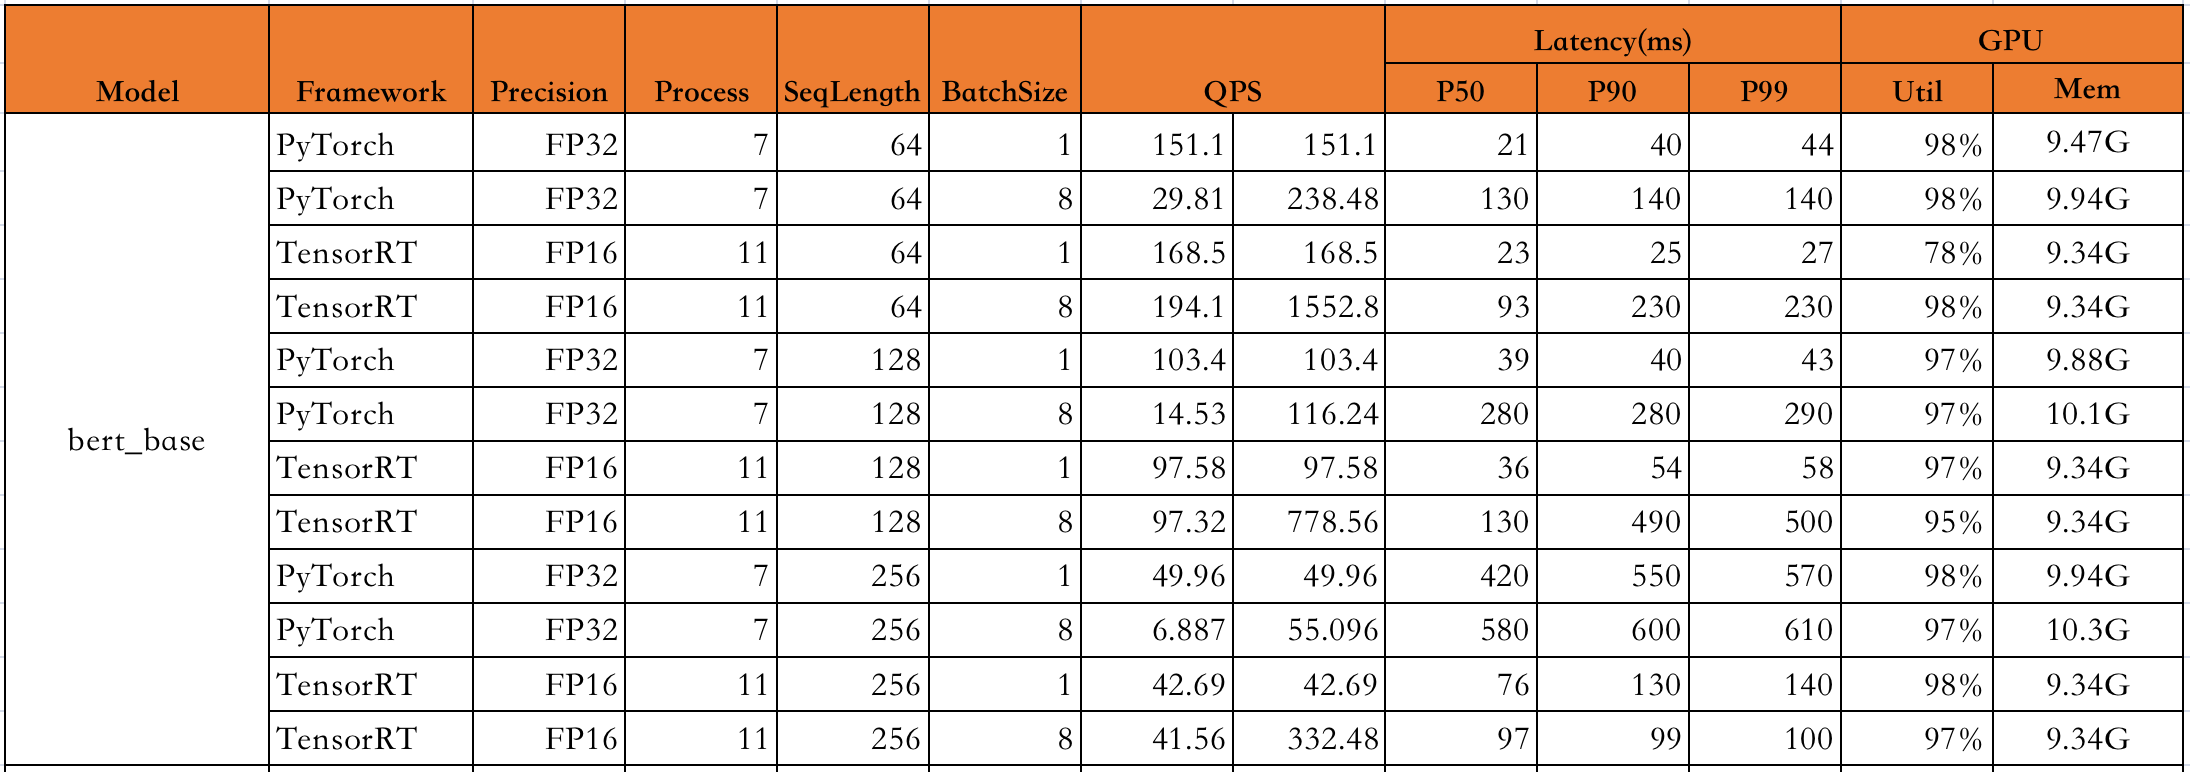 Latency(ms) GPU
Model Framework Precision Process SeqLength BatchSize QPS P50 P90 P99 Util Mem
PyTorch FP32 7 64 1 151.1 151.1 21 40 44 98% 9.47G
PyTorch FP32 7 64 8 29.81 238.48 130 140 140 98% 9.94G
TensorRT FP16 11 64 1 168.5 168.5 23 25 27 78% 9.34G
TensorRT FP16 11 64 8 194.1 1552.8 93 230 230 98% 9.34G
PyTorch FP32 7 128 1 103.4 103.4 39 40 43 97% 9.88G
PyTorch FP32 7 128 8 14.53 116.24 280 280 290 97% 10.1G
bert_base
TensorRT FP16 11 128 1 97.58 97.58 36 54 58 97% 9.34G
TensorRT FP16 11 128 8 97.32 778.56 130 490 500 95% 9.34G
PyTorch FP32 7 256 1 49.96 49.96 420 550 570 98% 9.94G
PyTorch FP32 7 256 8 6.887 55.096 580 600 610 97% 10.3G
TensorRT FP16 11 256 1 42.69 42.69 76 130 140 98% 9.34G
TensorRT FP16 11 256 8 41.56 332.48 97 99 100 97% 9.34G